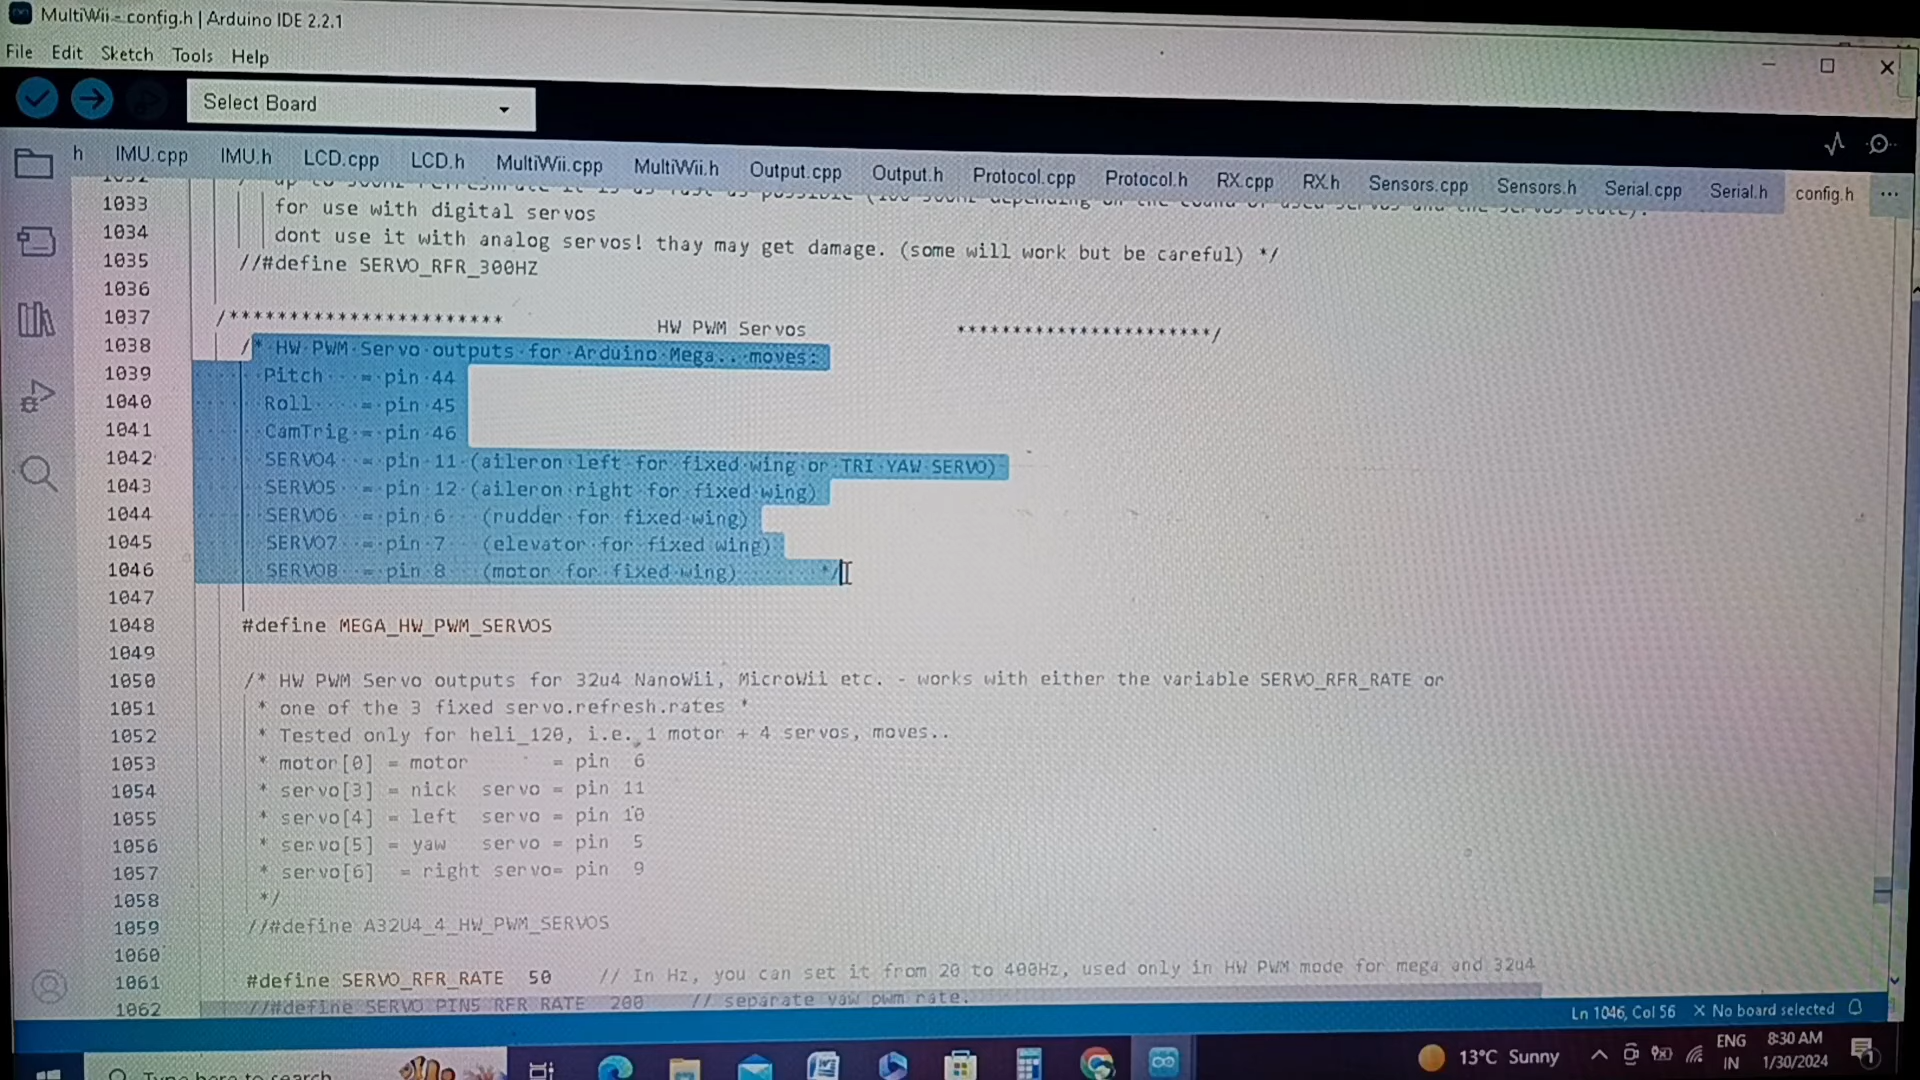 MultiWii - config.h | Arduino IDE 2.2.1
File Edit Sketch Tools Help
Select Board
h IMU.cpp IMU.h LCD.cpp LCD.h MultiWii.cpp MultiWii.h Output.cpp Output.h Protocol.cpp Protocol.h RX.cpp RX.h Sensors.cpp Sensors.h Serial.cpp Serial.h config.h ...
1033 for use with digital servos
1034 dont use it with analog servos! thay may get damage. (some will work but be careful) */
1035 //#define SERVO_RFR_300HZ
1036
1037 /*********************** HW PWM Servos ***********************/
1038 /* HW PWM Servo outputs for Arduino Mega.. moves:
1039 Pitch = pin 44
1040 Roll = pin 45
1041 CamTrig = pin 46
1042 SERVO4 = pin 11 (aileron left for fixed wing or TRI YAW SERVO)
1043 SERVO5 = pin 12 (aileron right for fixed wing)
1044 SERVO6 = pin 6 (rudder for fixed wing)
1045 SERVO7 = pin 7 (elevator for fixed wing)
1046 SERVO8 = pin 8 (motor for fixed wing) */
1047
1048 #define MEGA_HW_PWM_SERVOS
1049
1050 /* HW PWM Servo outputs for 32u4 NanoWii, MicroWii etc. - works with either the variable SERVO_RFR_RATE or
1051 * one of the 3 fixed servo.refresh.rates *
1052 * Tested only for heli_120, i.e. 1 motor + 4 servos, moves..
1053 * motor[0] = motor = pin 6
1054 * servo[3] = nick servo = pin 11
1055 * servo[4] = left servo = pin 10
1056 * servo[5] = yaw servo = pin 5
1057 * servo[6] = right servo= pin 9
1058 */
1059 //#define A32U4_4_HW_PWM_SERVOS
1060
1061 #define SERVO_RFR_RATE 50 // In Hz, you can set it from 20 to 400Hz, used only in HW PWM mode for mega and 32u4
1062 //#define SERVO_PIN5_RFR_RATE 200 // separate yaw pwm rate.
Ln 1046, Col 56 × No board selected
Type here to search
13°C Sunny
ENG
IN
8:30 AM
1/30/2024
1